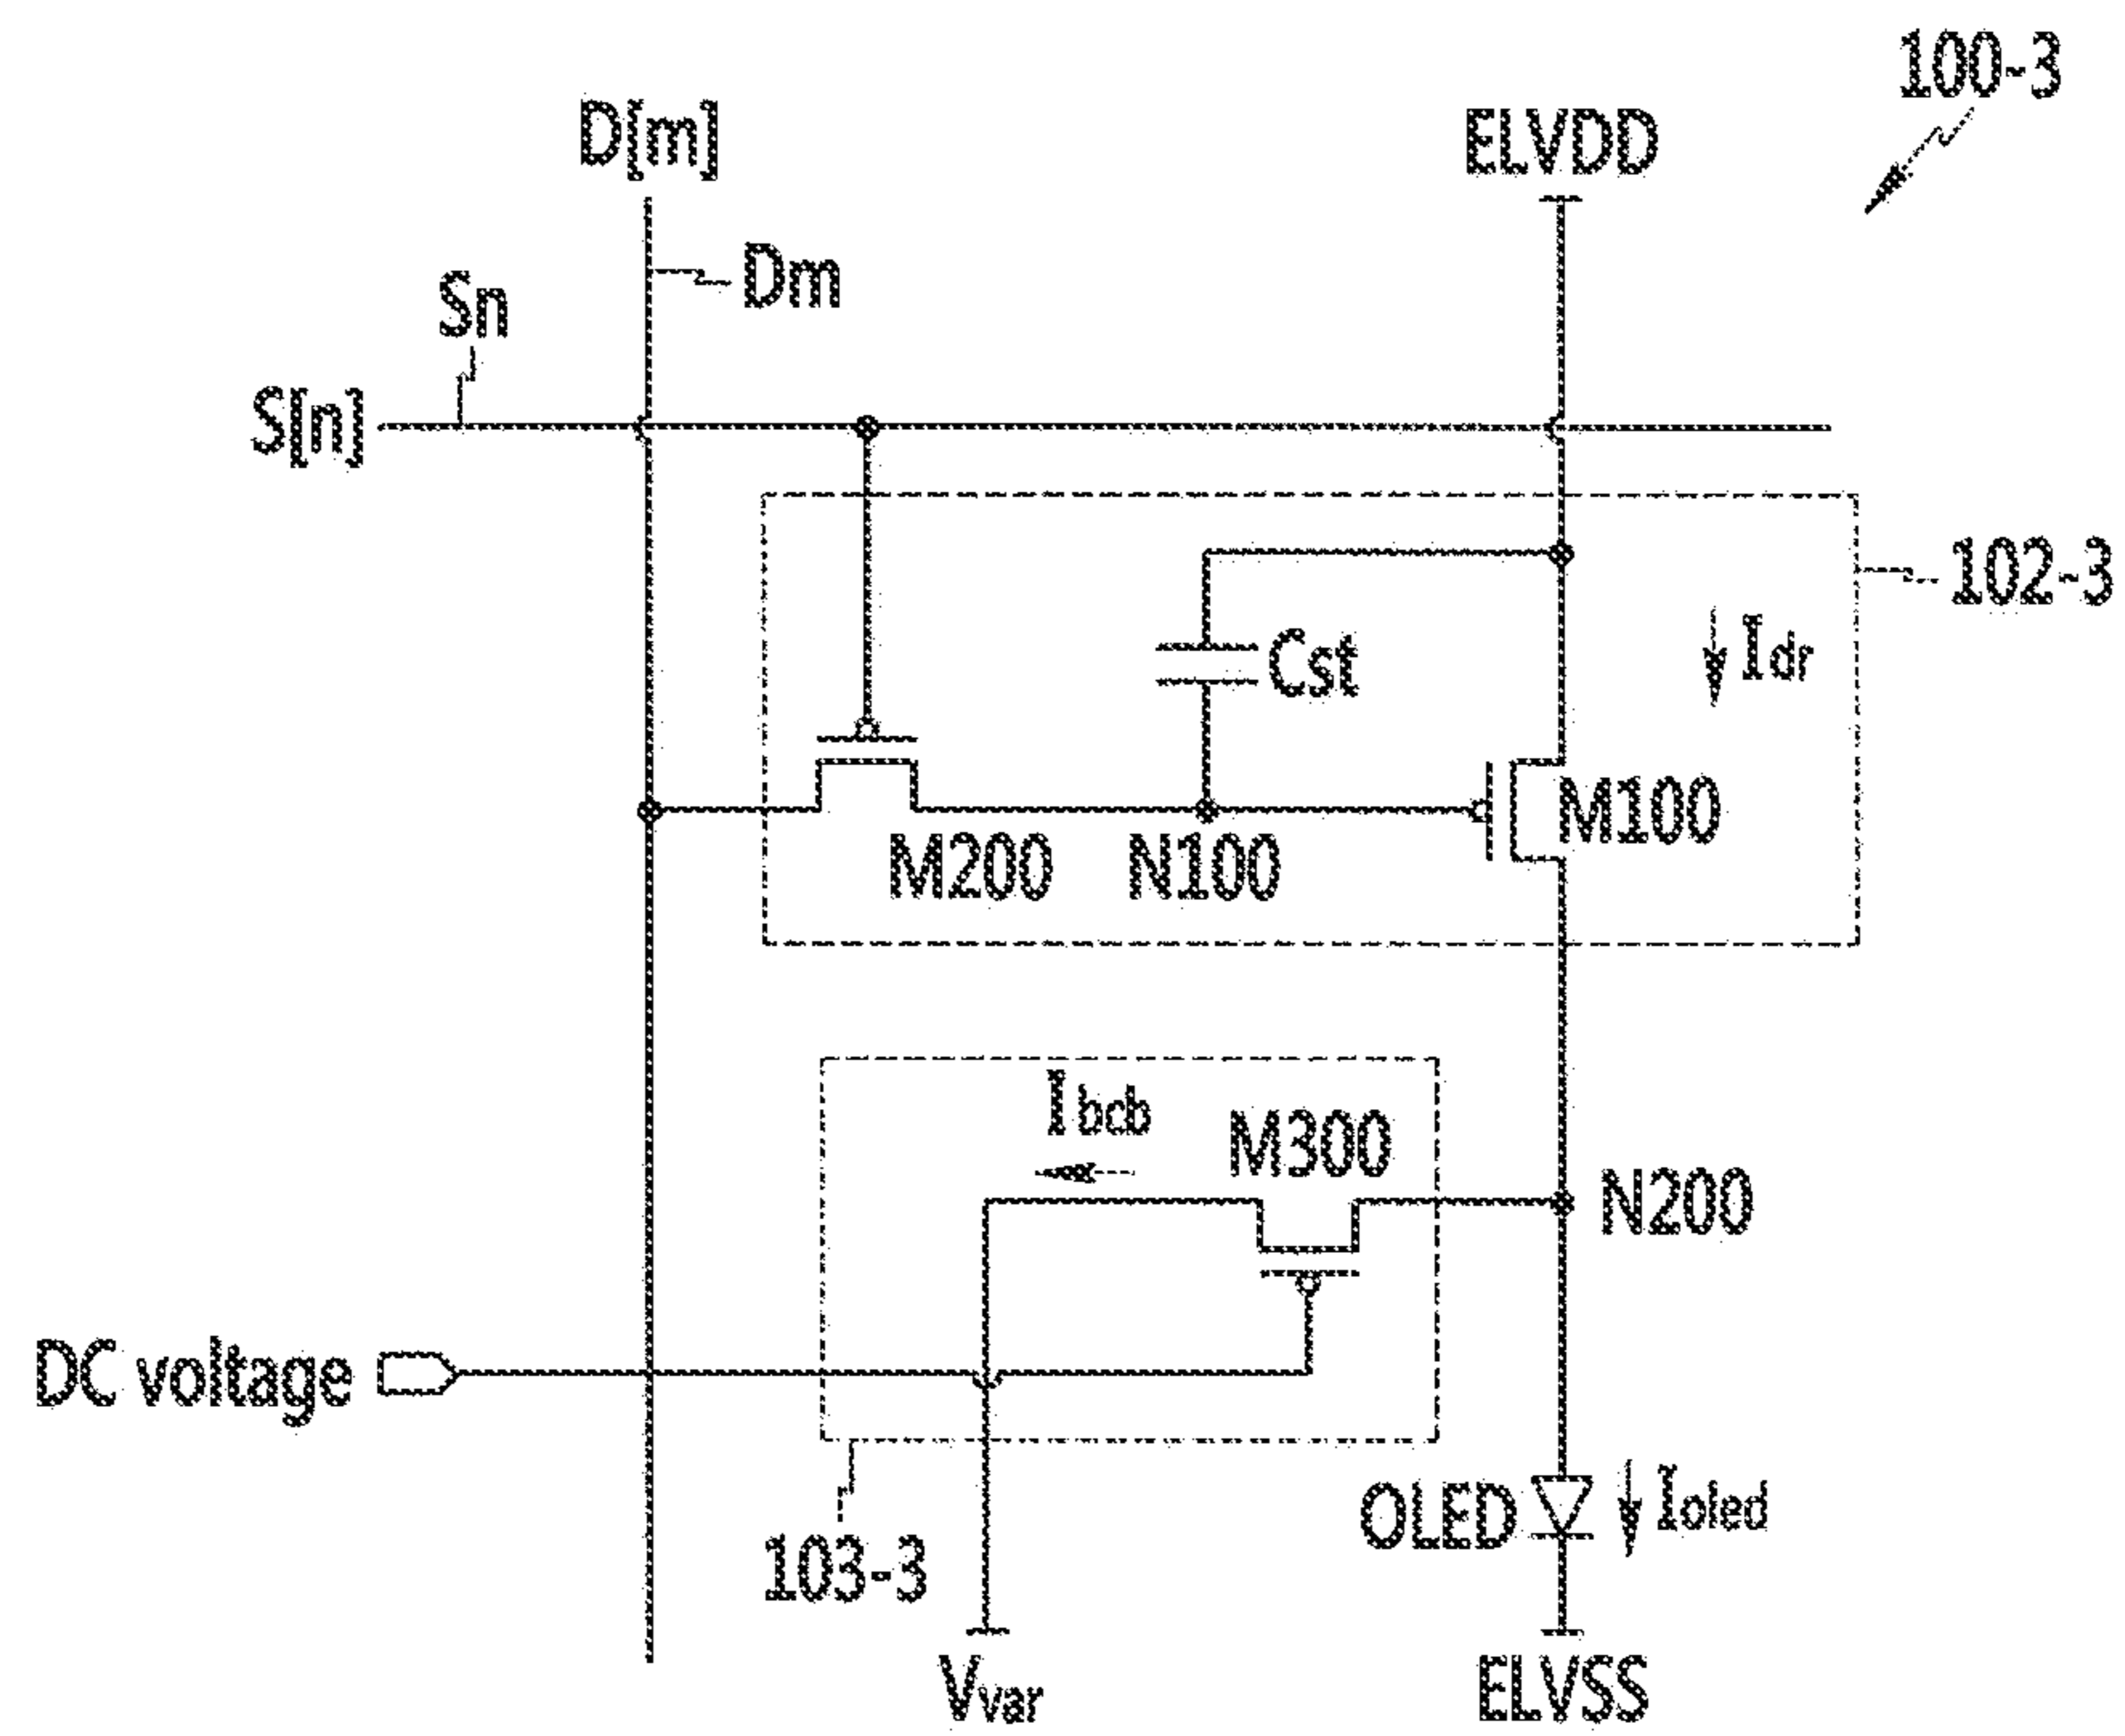 100-3
D[m]
ELVDD
Dm
Sn
S[n]
102-3
Cst
Idr
M100
M200
N100
Ibcb
M300
N200
DC voltage
OLED
Ioled
103-3
Vvar
ELVSS